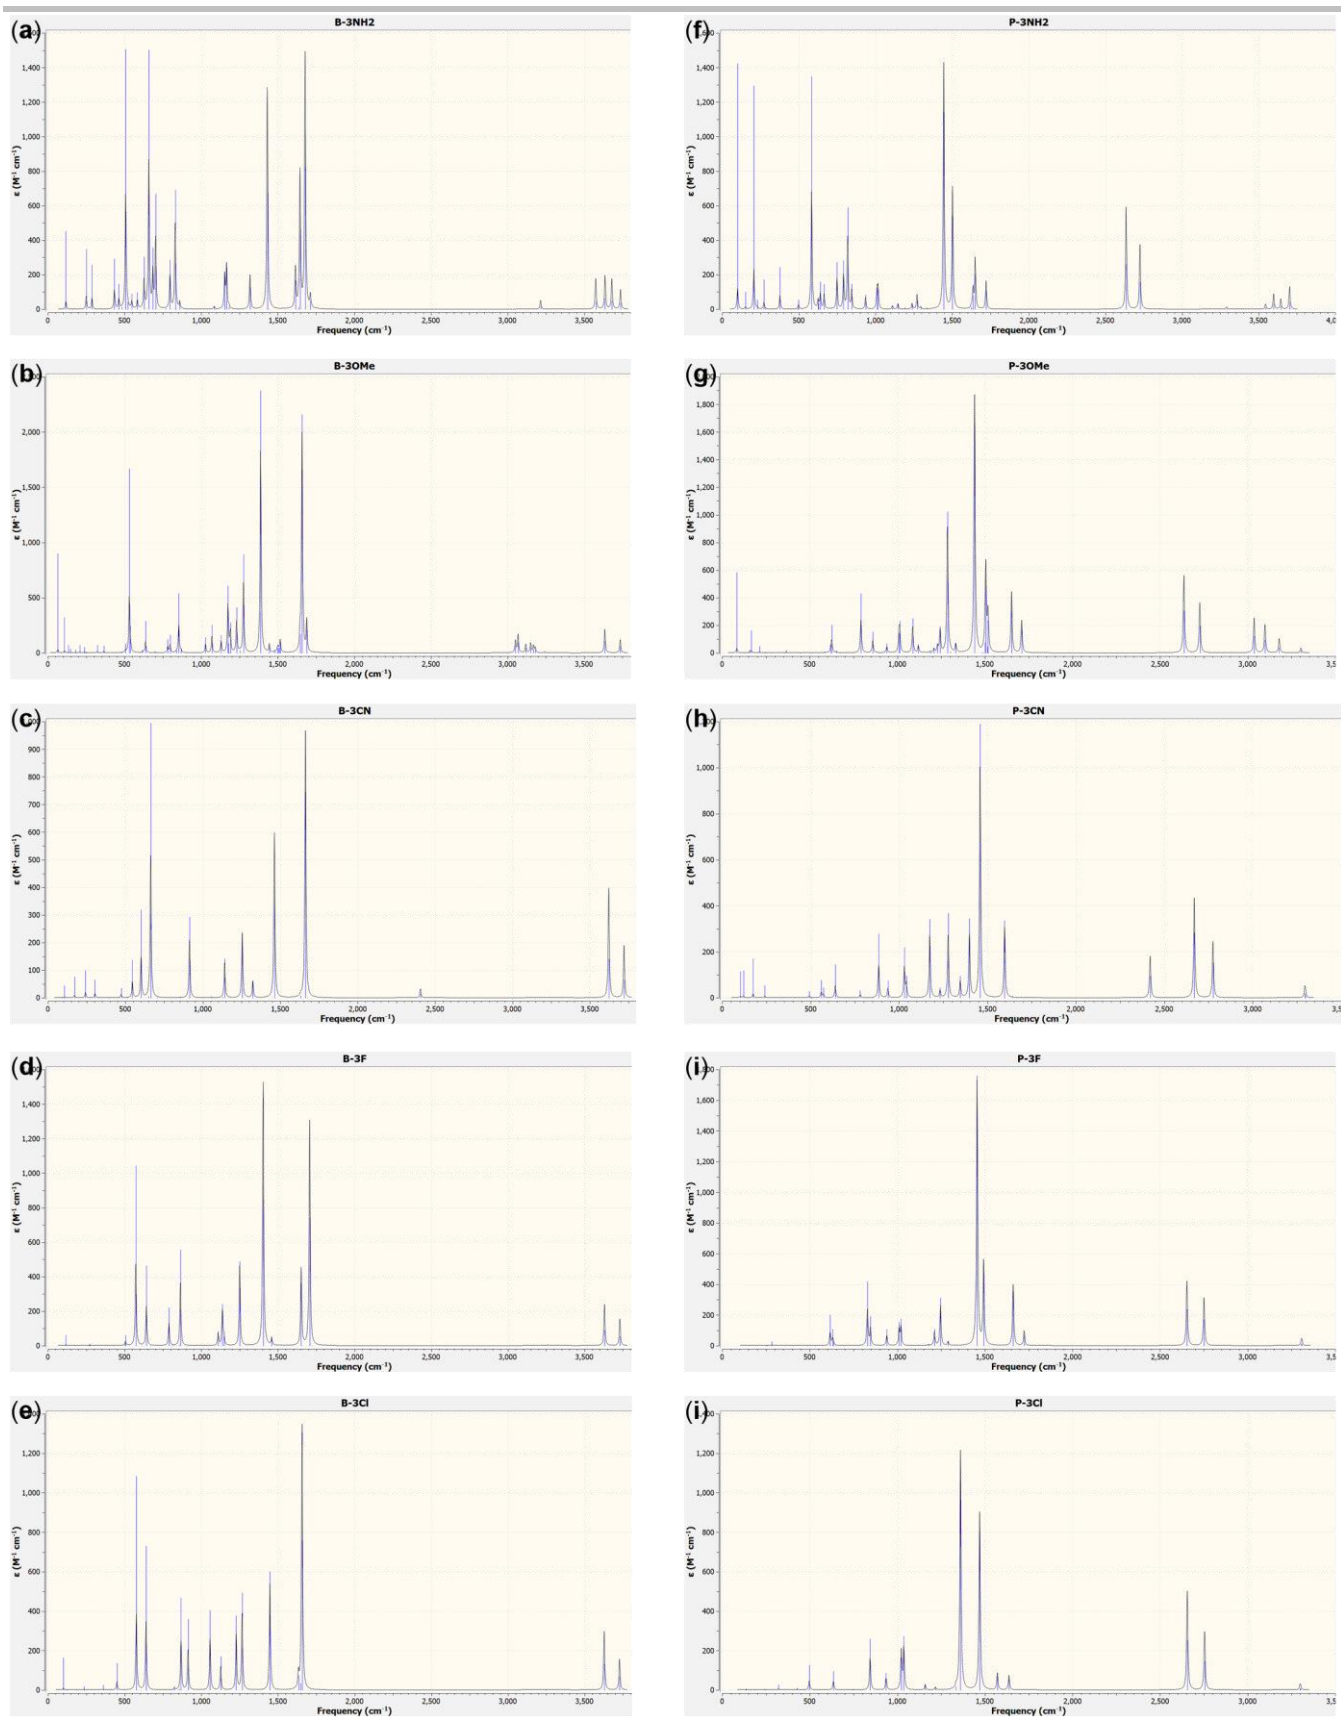 (a) B-3NH2
ε (M⁻¹ cm⁻¹)
1,400
1,200
1,000
800
600
400
200
0
0 500 1,000 1,500 2,000 2,500 3,000 3,500
Frequency (cm⁻¹)
(f) P-3NH2
ε (M⁻¹ cm⁻¹)
1,400
1,200
1,000
800
600
400
200
0
0 500 1,000 1,500 2,000 2,500 3,000 3,500
Frequency (cm⁻¹)
(b) B-3OMe
ε (M⁻¹ cm⁻¹)
2,000
1,500
1,000
500
0
0 500 1,000 1,500 2,000 2,500 3,000 3,500
Frequency (cm⁻¹)
(g) P-3OMe
ε (M⁻¹ cm⁻¹)
1,800
1,600
1,400
1,200
1,000
800
600
400
200
0
0 500 1,000 1,500 2,000 2,500 3,000
Frequency (cm⁻¹)
(c) B-3CN
ε (M⁻¹ cm⁻¹)
900
800
700
600
500
400
300
200
100
0
0 500 1,000 1,500 2,000 2,500 3,000 3,500
Frequency (cm⁻¹)
(h) P-3CN
ε (M⁻¹ cm⁻¹)
1,000
800
600
400
200
0
0 500 1,000 1,500 2,000 2,500 3,000
Frequency (cm⁻¹)
(d) B-3F
ε (M⁻¹ cm⁻¹)
1,400
1,200
1,000
800
600
400
200
0
0 500 1,000 1,500 2,000 2,500 3,000 3,500
Frequency (cm⁻¹)
(i) P-3F
ε (M⁻¹ cm⁻¹)
1,600
1,400
1,200
1,000
800
600
400
200
0
0 500 1,000 1,500 2,000 2,500 3,000
Frequency (cm⁻¹)
(e) B-3Cl
ε (M⁻¹ cm⁻¹)
1,200
1,000
800
600
400
200
0
0 500 1,000 1,500 2,000 2,500 3,000 3,500
Frequency (cm⁻¹)
(i) P-3Cl
ε (M⁻¹ cm⁻¹)
1,200
1,000
800
600
400
200
0
0 500 1,000 1,500 2,000 2,500 3,000
Frequency (cm⁻¹)